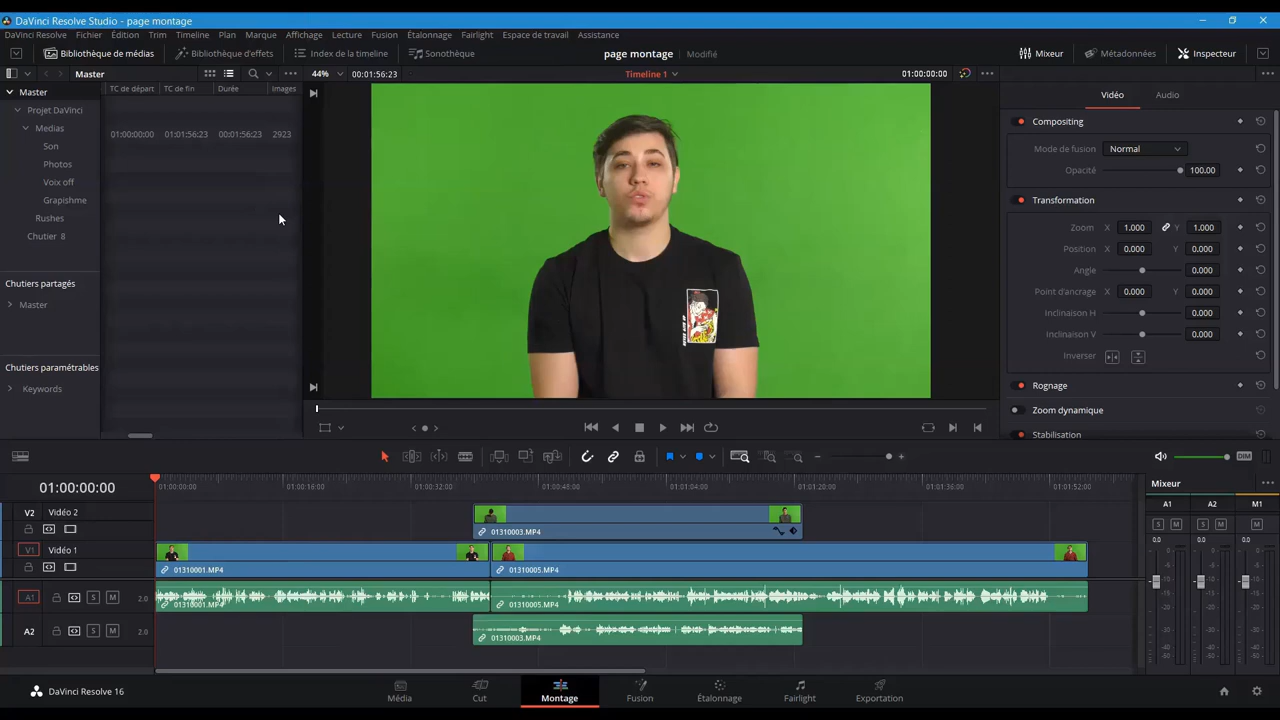 DaVinci Resolve Studio - page montage
DaVinci Resolve Fichier Édition Trim Timeline Plan Marque Affichage Lecture Fusion Étalonnage Fairlight Espace de travail Assistance
Bibliothèque de médias Bibliothèque d'effets Index de la timeline Sonothèque page montage Modifié Mixeur Métadonnées Inspecteur
Master 44% 00:01:56:23 Timeline 1 01:00:00:00
Master TC de départ TC de fin Durée Images
Projet DaVinci
Medias 01:00:00:00 01:01:56:23 00:01:56:23 2923
Son
Photos
Voix off
Grapishme
Rushes
Chutier 8
Chutiers partagés
Master
Chutiers paramétrables
Keywords
Vidéo Audio
Compositing
Mode de fusion Normal
Opacité 100.00
Transformation
Zoom X 1.000 Y 1.000
Position X 0.000 Y 0.000
Angle 0.000
Point d'ancrage X 0.000 Y 0.000
Inclinaison H 0.000
Inclinaison V 0.000
Inverser
Rognage
Zoom dynamique
Stabilisation
DIM
01:00:00:00 01:00:00:00 01:00:16:00 01:00:32:00 01:00:48:00 01:01:04:00 01:01:20:00 01:01:36:00 01:01:52:00
V2 Vidéo 2
01310003.MP4
V1 Vidéo 1
01310001.MP4 01310005.MP4
A1 S M 2.0
01310001.MP4 01310005.MP4
A2 S M 2.0
01310003.MP4
Mixeur
A1 A2 M1
S M S M M
0.0 0.0 0.0
DaVinci Resolve 16 Média Cut Montage Fusion Étalonnage Fairlight Exportation